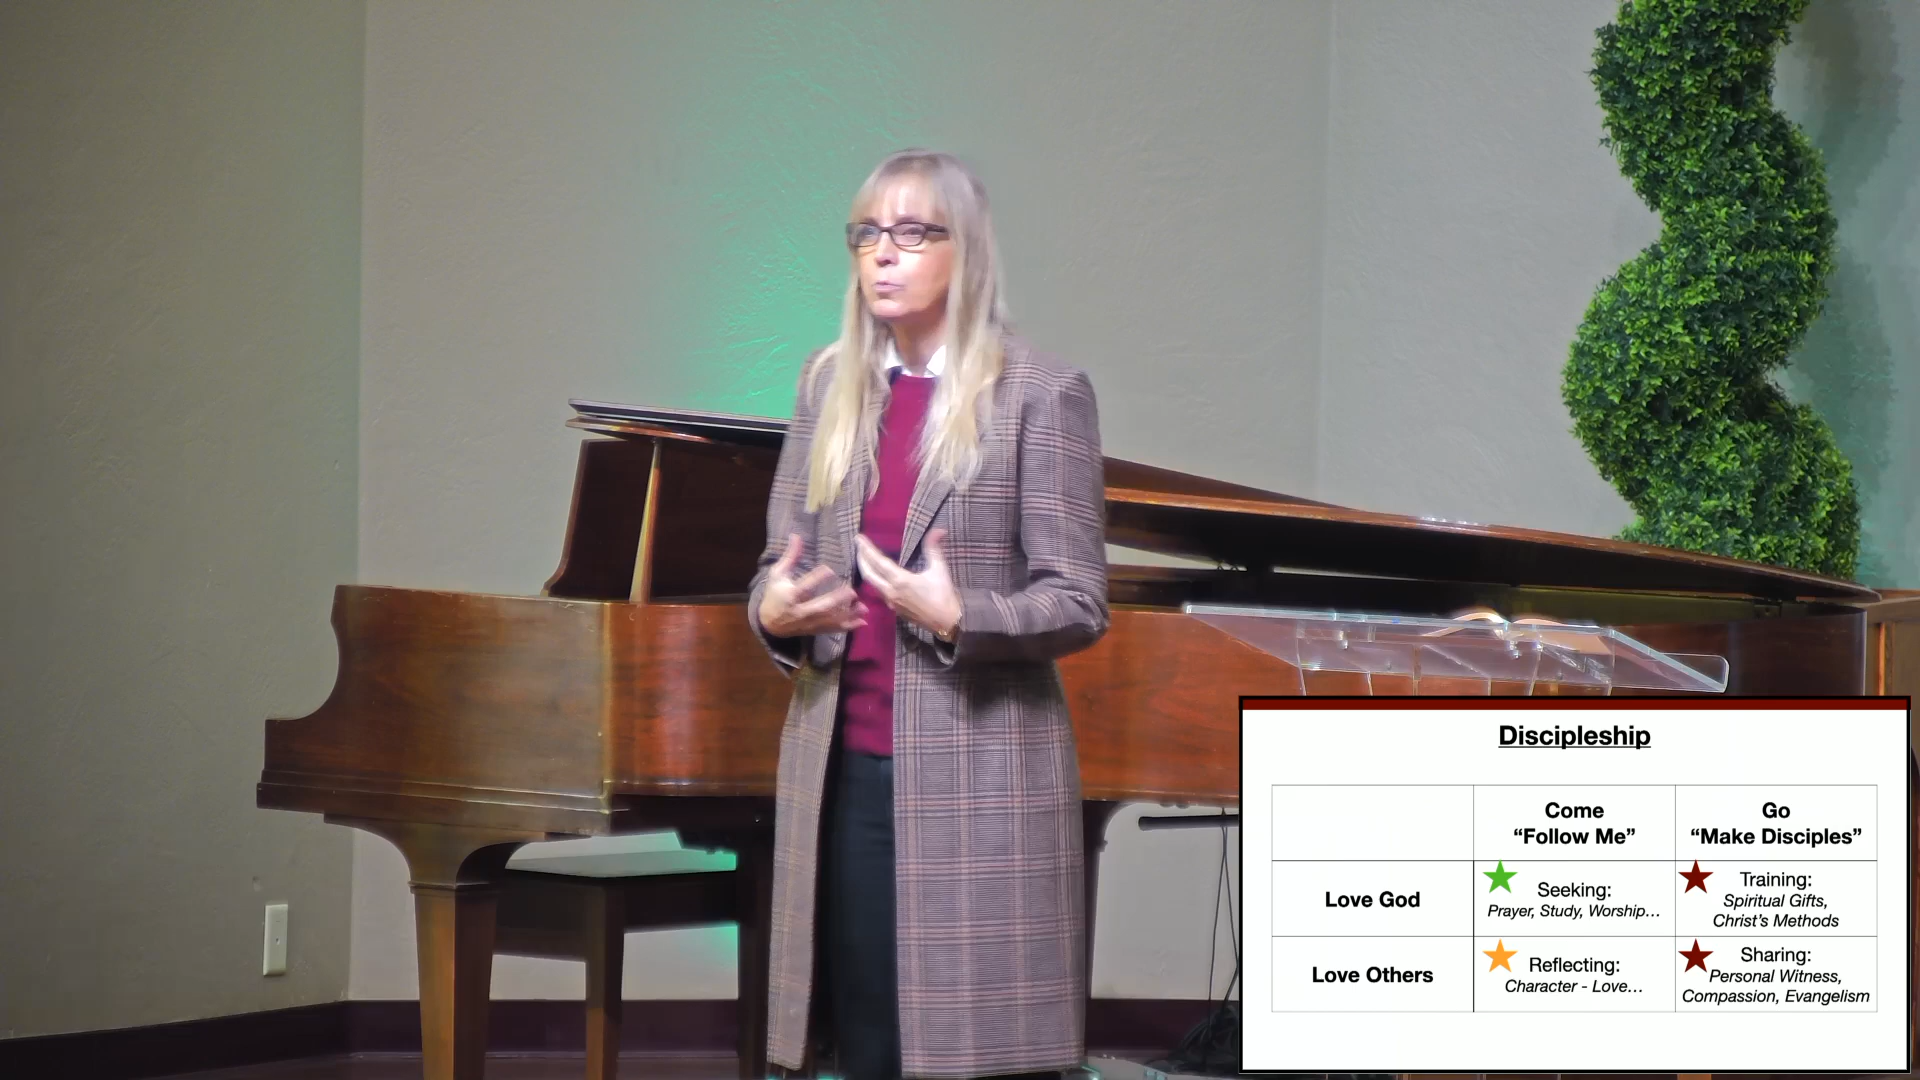 Discipleship
Come
“Follow Me”
Go
“Make Disciples”
Love God
Seeking:
Prayer, Study, Worship...
Training:
Spiritual Gifts,
Christ's Methods
Love Others
Reflecting:
Character - Love...
Sharing:
Personal Witness,
Compassion, Evangelism